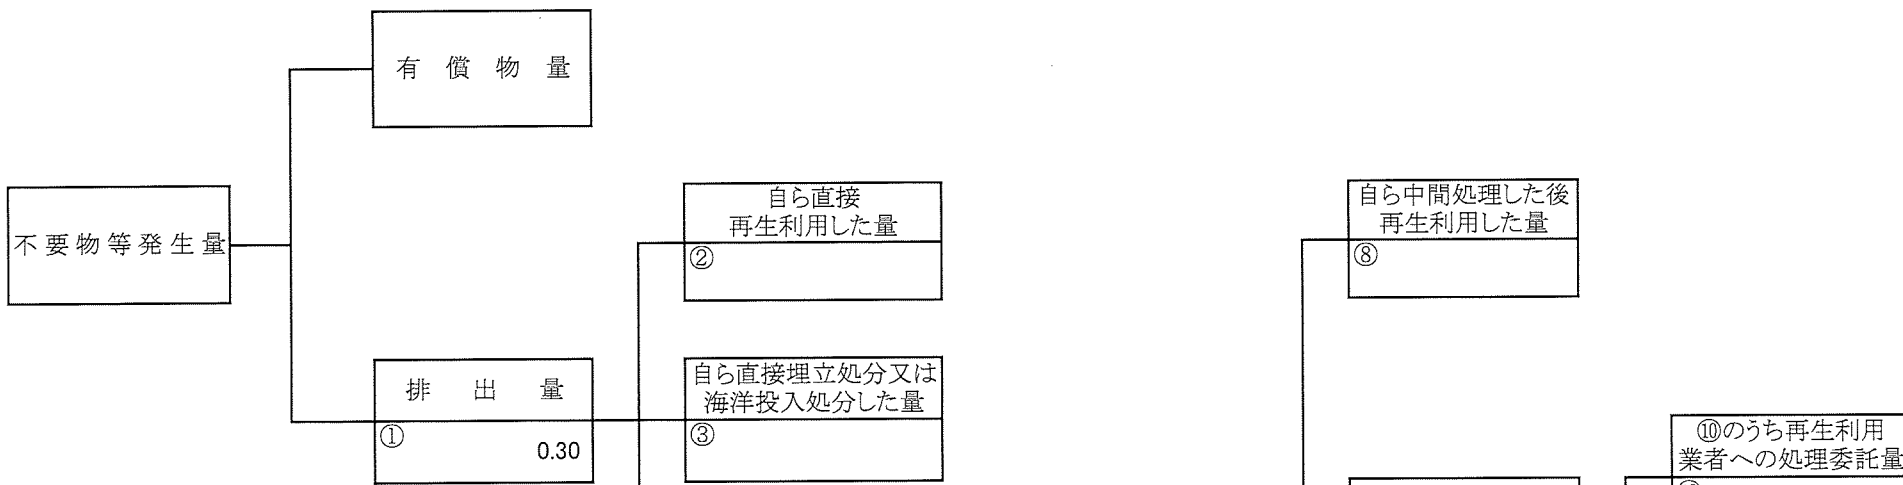 有償物量
不要物等発生量
自ら直接
再生利用した量
②
自ら中間処理した後
再生利用した量
⑧
排出量
①
0.30
自ら直接埋立処分又は
海洋投入処分した量
③
⑩のうち再生利用
業者への処理委託量